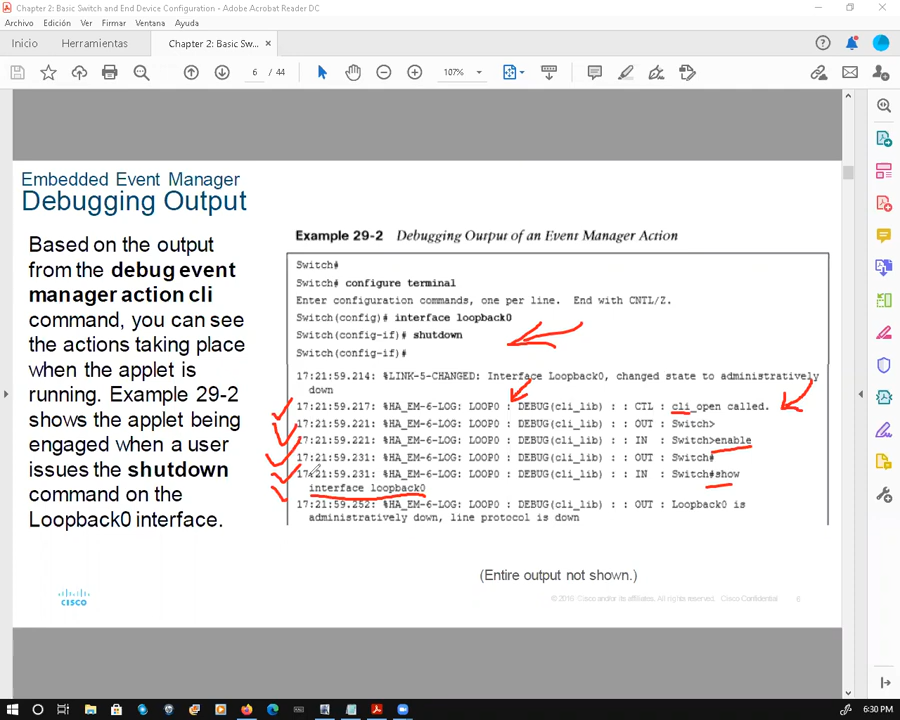 Chapter 2: Basic Switch and End Device Configuration - Adobe Acrobat Reader DC
Archivo Edición Ver Firmar Ventana Ayuda
Inicio Herramientas Chapter 2: Basic Sw... ×
6 / 44 107%
Embedded Event Manager
Debugging Output
Based on the output
from the debug event
manager action cli
command, you can see
the actions taking place
when the applet is
running. Example 29-2
shows the applet being
engaged when a user
issues the shutdown
command on the
Loopback0 interface.
Example 29-2 Debugging Output of an Event Manager Action
Switch#
Switch# configure terminal
Enter configuration commands, one per line. End with CNTL/Z.
Switch(config)# interface loopback0
Switch(config-if)# shutdown
Switch(config-if)#
17:21:59.214: %LINK-5-CHANGED: Interface Loopback0, changed state to administratively
down
17:21:59.217: %HA_EM-6-LOG: LOOP0 : DEBUG(cli_lib) : : CTL : cli_open called.
17:21:59.221: %HA_EM-6-LOG: LOOP0 : DEBUG(cli_lib) : : OUT : Switch>
17:21:59.221: %HA_EM-6-LOG: LOOP0 : DEBUG(cli_lib) : : IN : Switch>enable
17:21:59.231: %HA_EM-6-LOG: LOOP0 : DEBUG(cli_lib) : : OUT : Switch#
17:21:59.231: %HA_EM-6-LOG: LOOP0 : DEBUG(cli_lib) : : IN : Switch#show
interface loopback0
17:21:59.252: %HA_EM-6-LOG: LOOP0 : DEBUG(cli_lib) : : OUT : Loopback0 is
administratively down, line protocol is down
(Entire output not shown.)
CISCO
All rights reserved. Cisco Confidential
6:30 PM